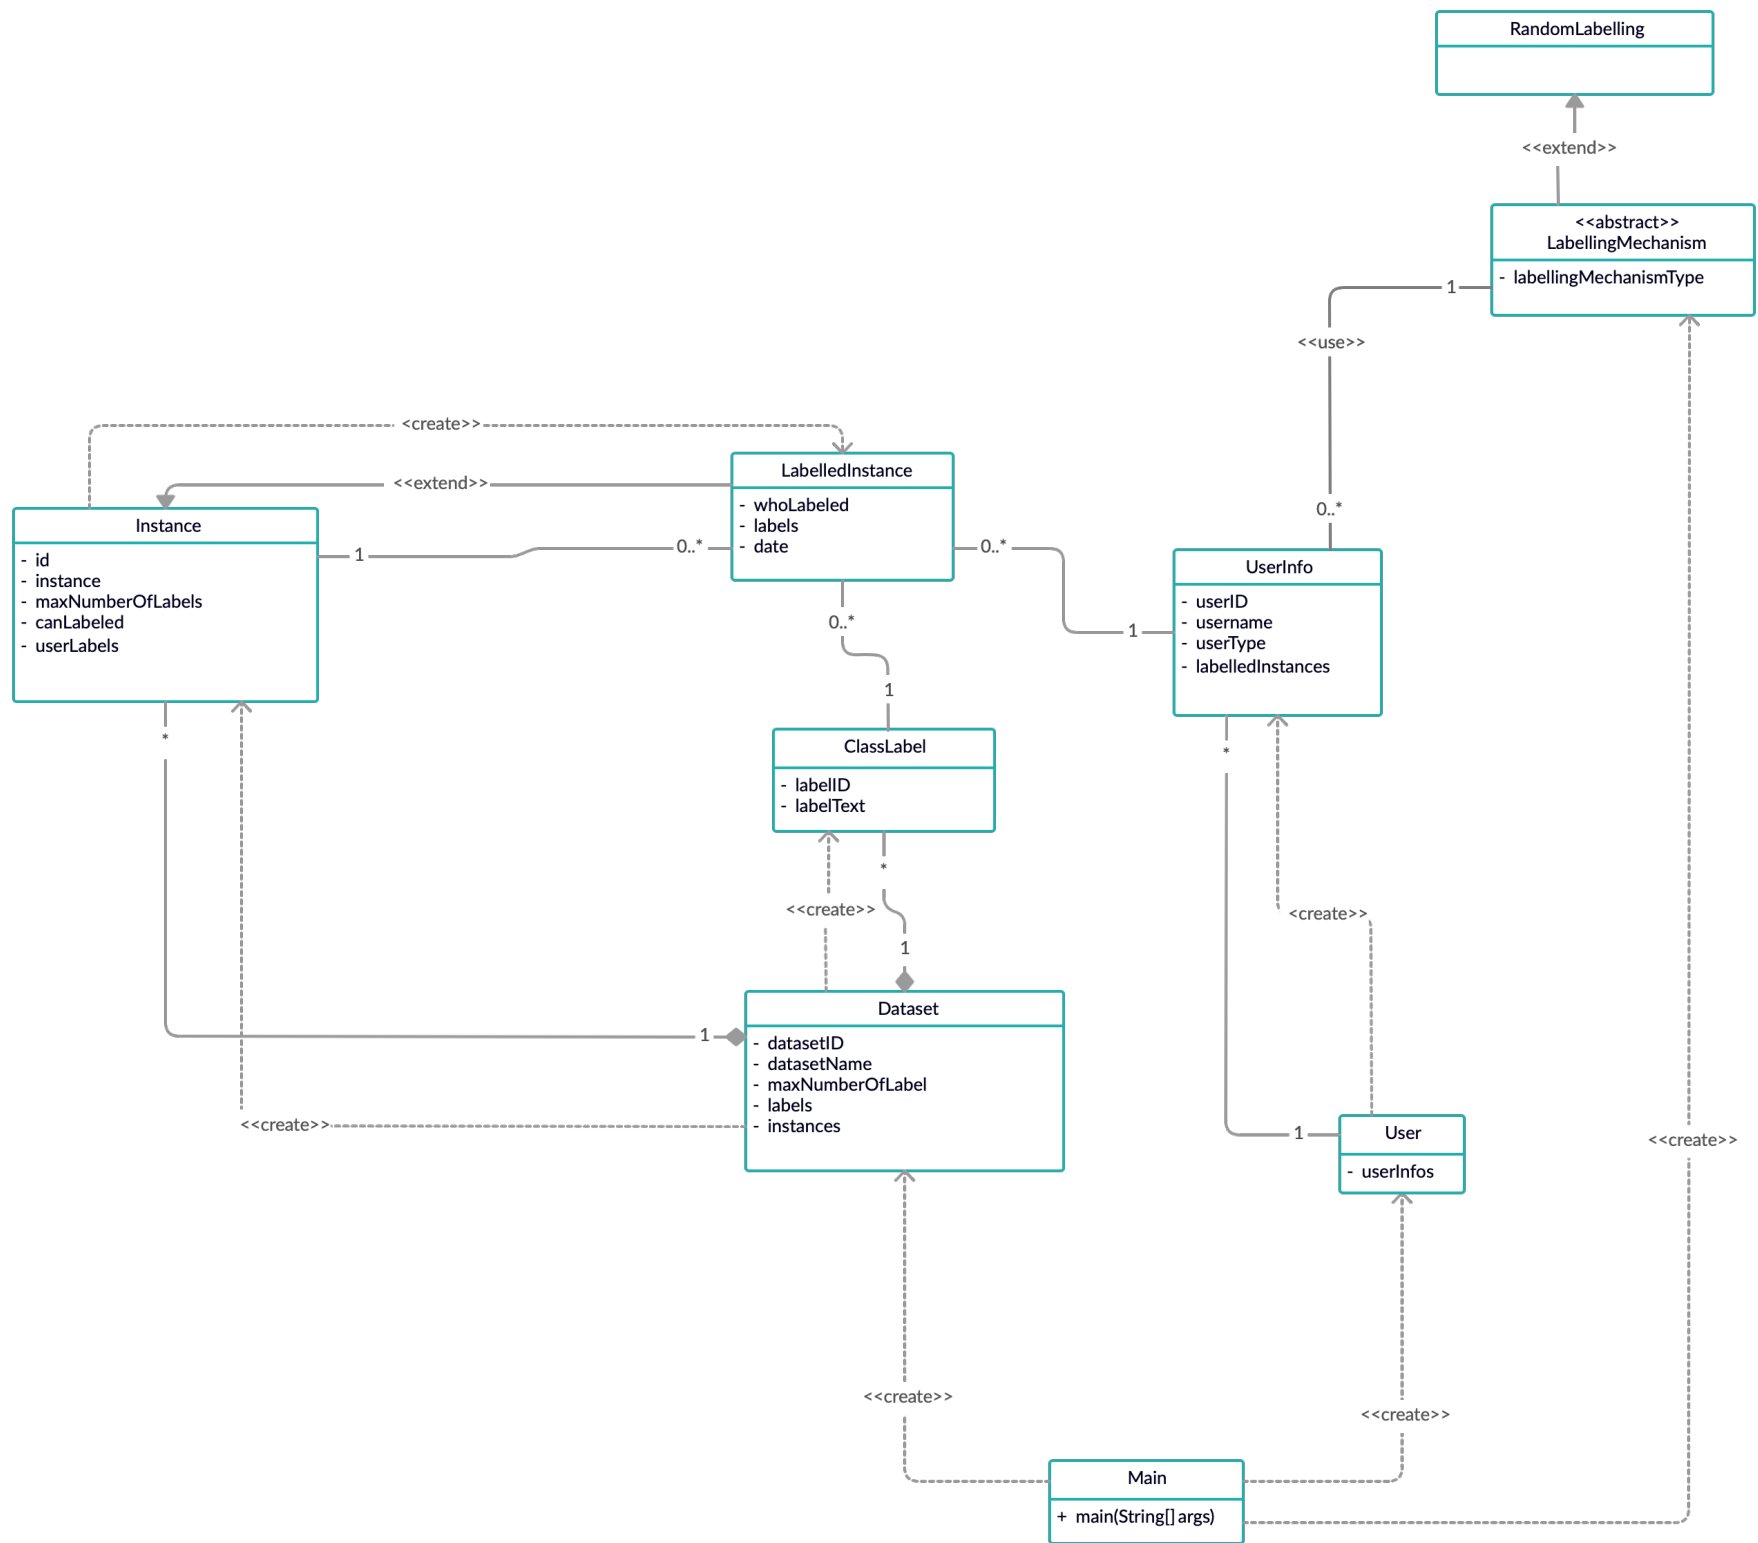 RandomLabelling
<<extend>>
<<abstract>>
LabellingMechanism
- labellingMechanismType
1
<<use>>
0..*
<create>>
<<extend>>
LabelledInstance
- whoLabeled
- labels
- date
Instance
- id
- instance
- maxNumberOfLabels
- canLabeled
- userLabels
1
0..*
0..*
1
UserInfo
- userID
- username
- userType
- labelledInstances
0..*
1
ClassLabel
- labelID
- labelText
*
*
*
<<create>>
1
<create>>
Dataset
- datasetID
- datasetName
- maxNumberOfLabel
- labels
- instances
1
<<create>>
1
User
- userInfos
<<create>>
<<create>>
<<create>>
Main
+ main(String[] args)